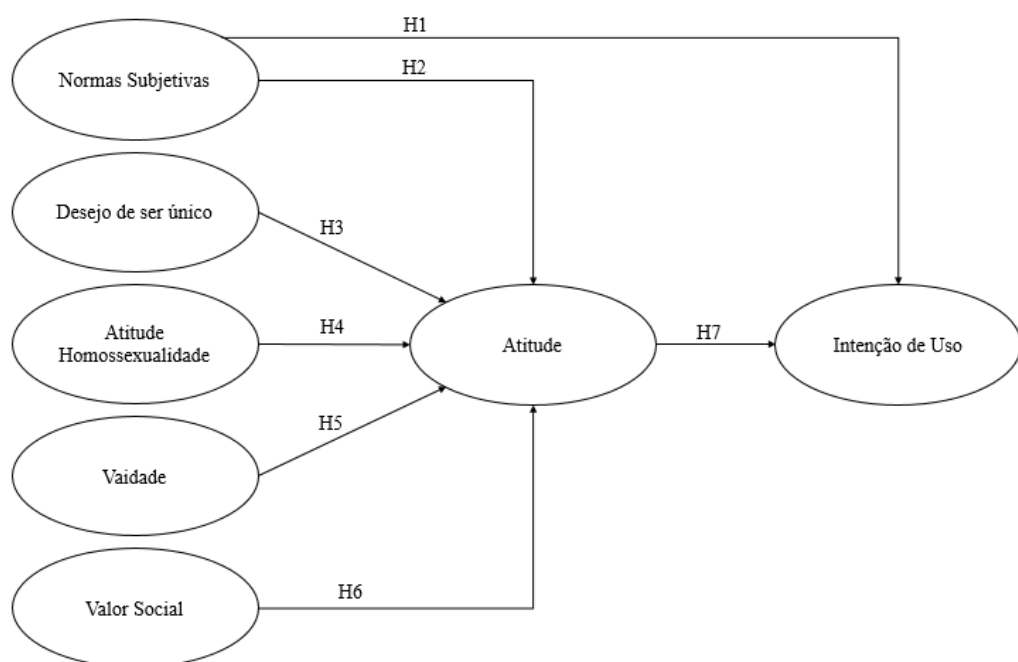 H1
Normas Subjetivas
H2
Desejo de ser único
H3
Atitude
Homossexualidade
H4
Atitude
H7
Intenção de Uso
H5
Vaidade
H6
Valor Social